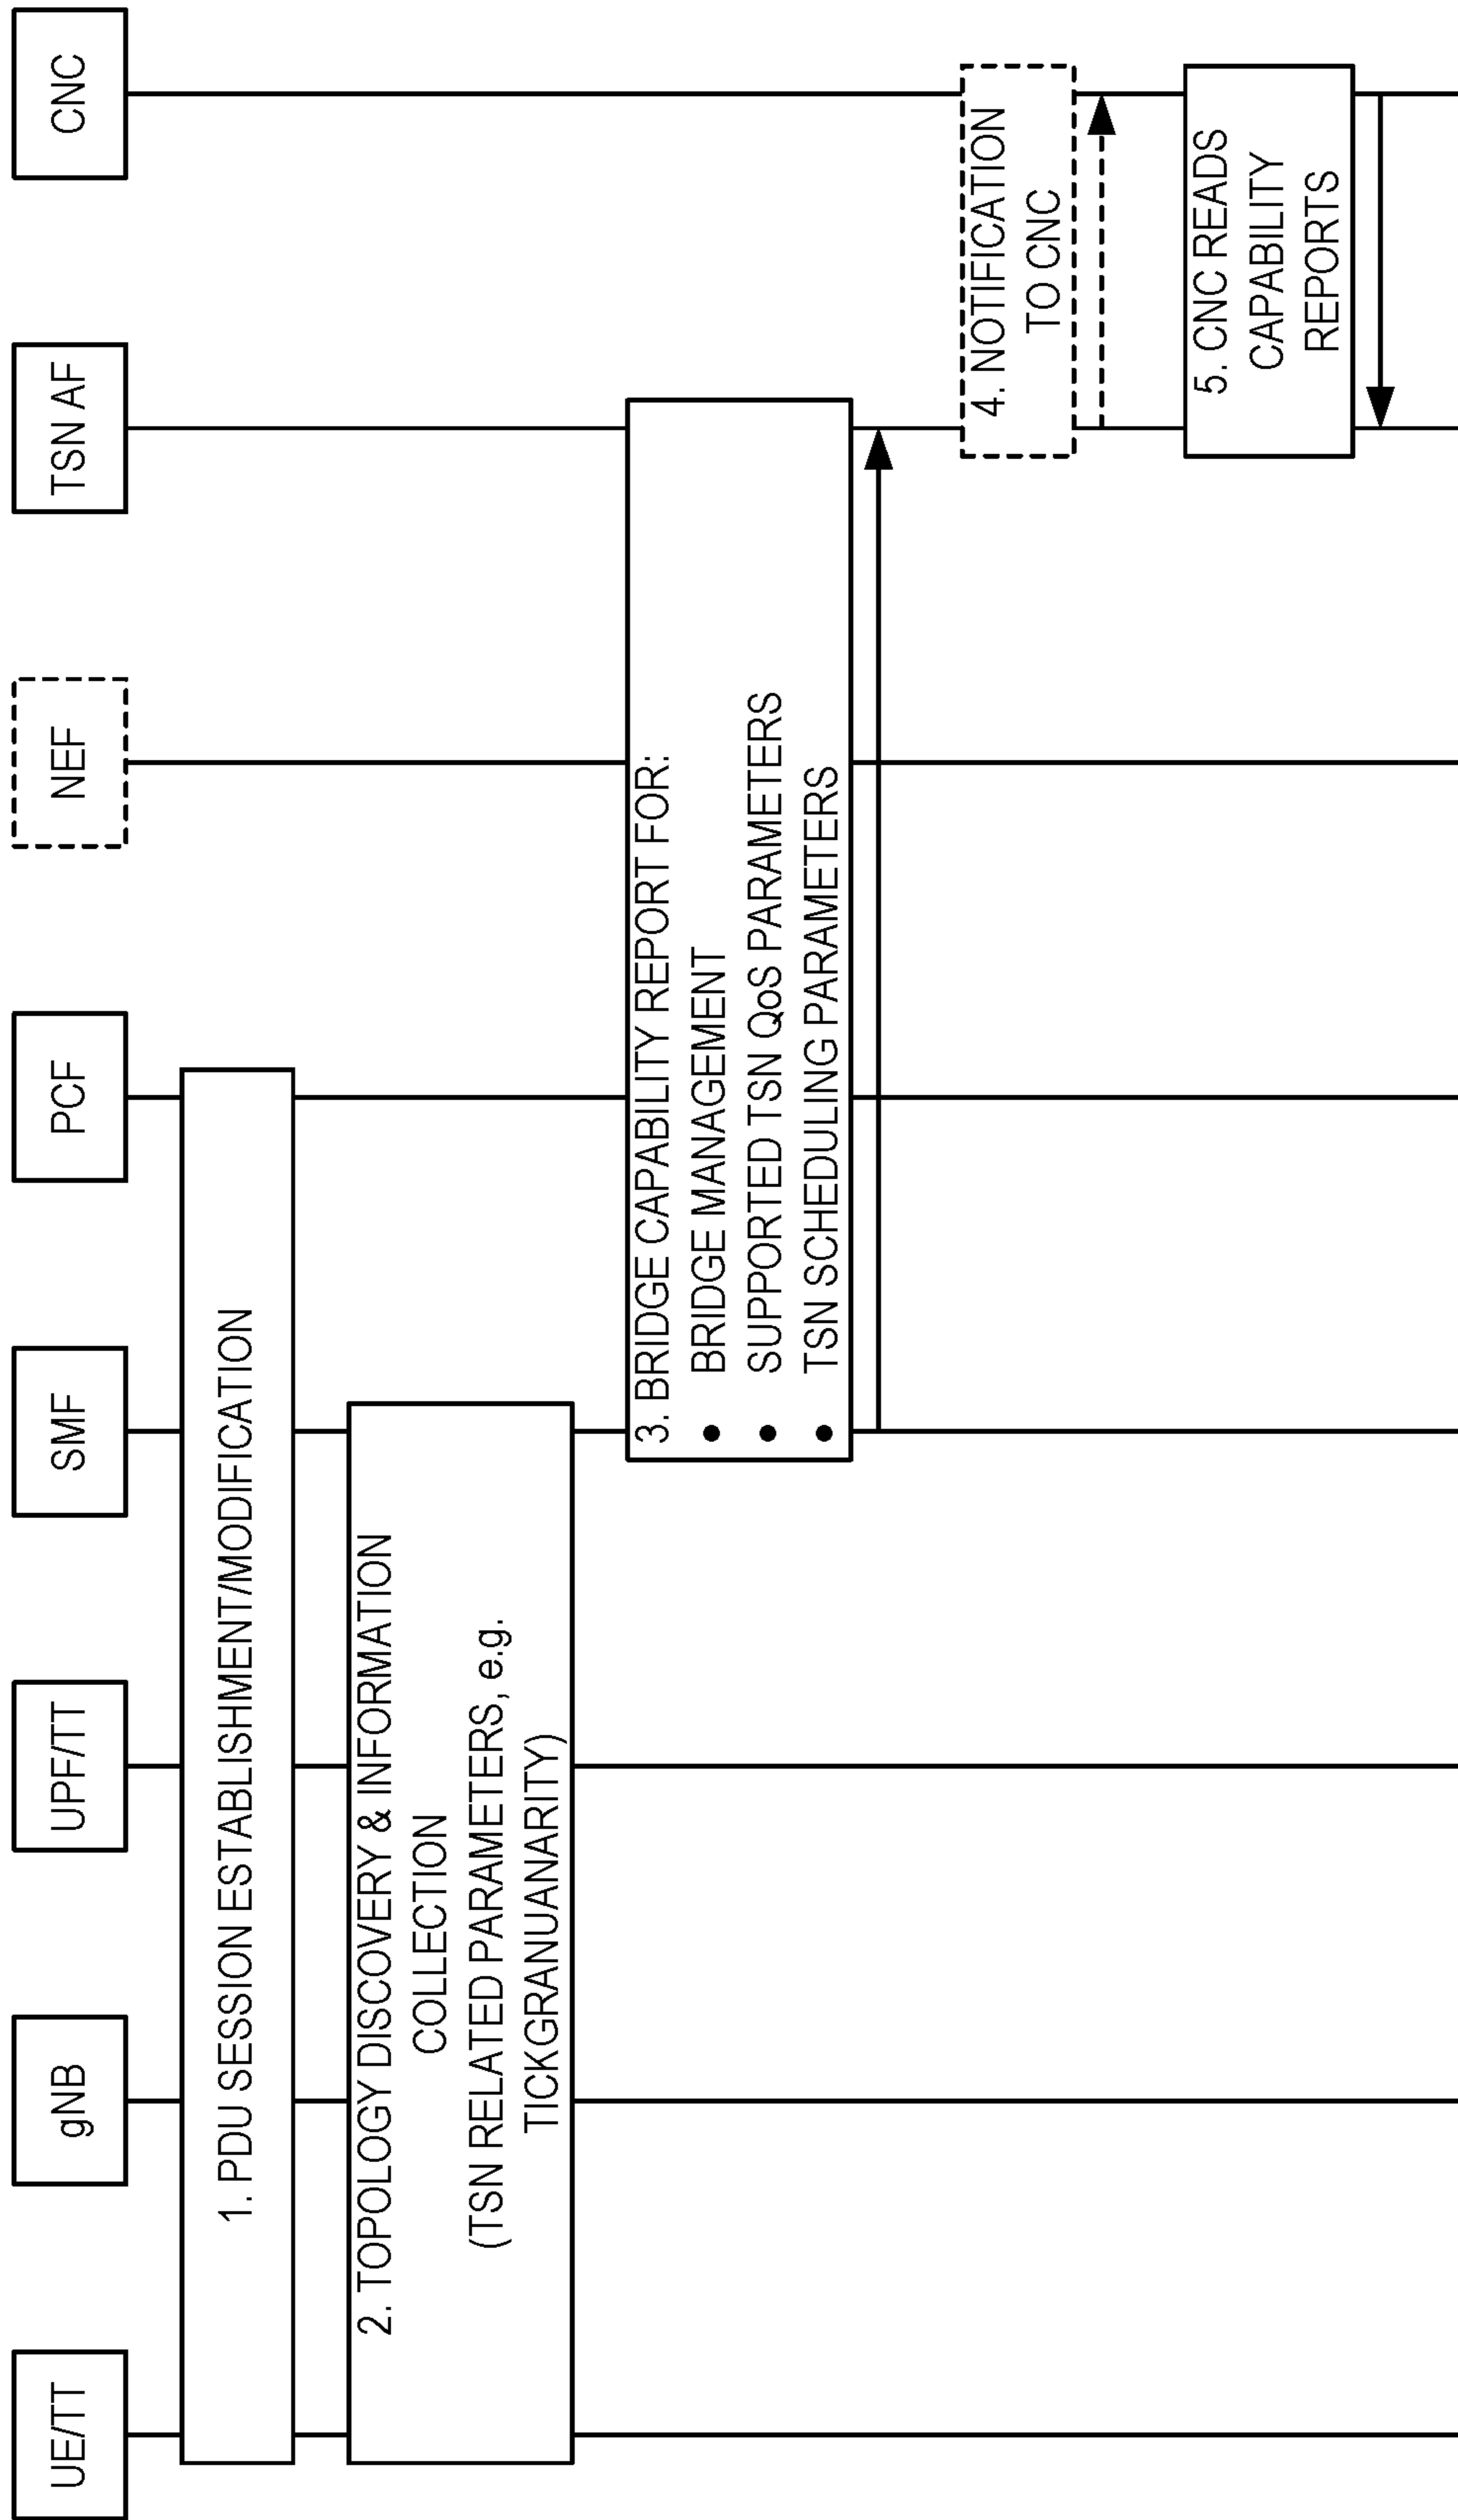 UE/TT
gNB
UPF/TT
SMF
PCF
NEF
TSN AF
CNC
1. PDU SESSION ESTABLISHMENT/MODIFICATION
2. TOPOLOGY DISCOVERY & INFORMATION
COLLECTION
(TSN RELATED PARAMETERS, e.g.
TICKGRANUANARITY)
3. BRIDGE CAPABILITY REPORT FOR:
• BRIDGE MANAGEMENT
• SUPPORTED TSN QoS PARAMETERS
• TSN SCHEDULING PARAMETERS
4. NOTIFICATION
TO CNC
5. CNC READS
CAPABILITY
REPORTS